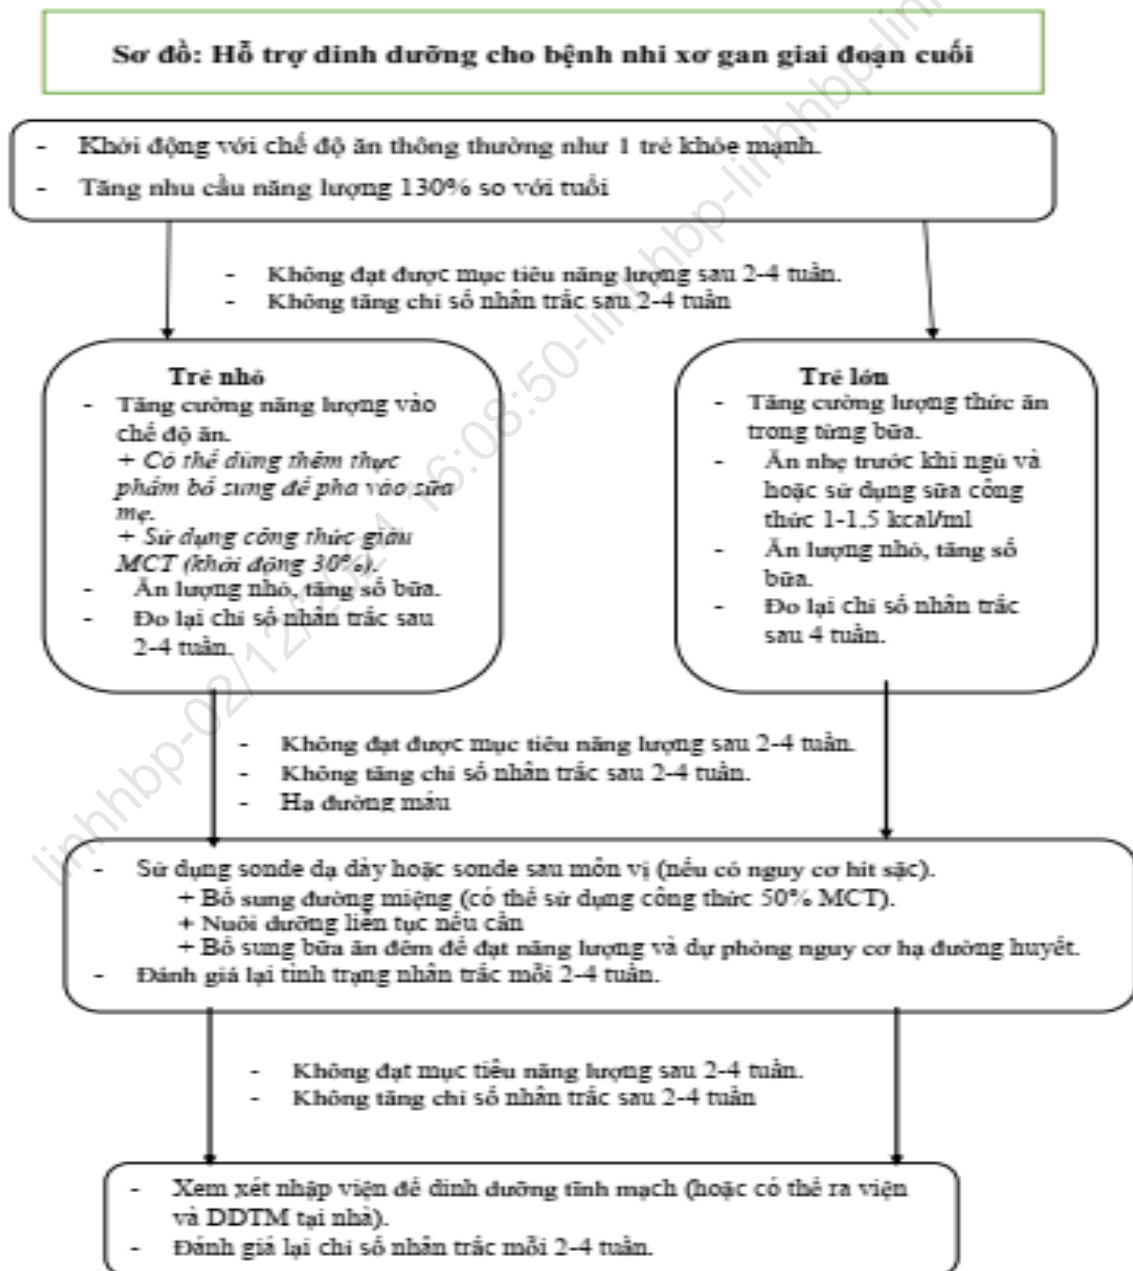 Sơ đồ: Hỗ trợ dinh dưỡng cho bệnh nhi xơ gan giai đoạn cuối
- Khởi động với chế độ ăn thông thường như 1 trẻ khỏe mạnh.
- Tăng nhu cầu năng lượng 130% so với tuổi
- Không đạt được mục tiêu năng lượng sau 2-4 tuần.
- Không tăng chỉ số nhân trắc sau 2-4 tuần
Trẻ nhỏ
- Tăng cường năng lượng vào
chế độ ăn.
+ Có thể dùng thêm thực
phẩm bổ sung để pha vào sữa
mẹ.
+ Sử dụng công thức giàu
MCT (khởi động 30%).
- Ăn lượng nhỏ, tăng số bữa.
- Đo lại chỉ số nhân trắc sau
2-4 tuần.
Trẻ lớn
- Tăng cường lượng thức ăn
trong từng bữa.
- Ăn nhẹ trước khi ngủ và
hoặc sử dụng sữa công
thức 1-1,5 kcal/ml
- Ăn lượng nhỏ, tăng số
bữa.
- Đo lại chỉ số nhân trắc
sau 4 tuần.
- Không đạt được mục tiêu năng lượng sau 2-4 tuần.
- Không tăng chỉ số nhân trắc sau 2-4 tuần.
- Hạ đường máu
- Sử dụng sonde dạ dày hoặc sonde sau môn vị (nếu có nguy cơ hít sặc).
+ Bổ sung đường miệng (có thể sử dụng công thức 50% MCT).
+ Nuôi dưỡng liên tục nếu cần
+ Bổ sung bữa ăn đêm để đạt năng lượng và dự phòng nguy cơ hạ đường huyết.
- Đánh giá lại tình trạng nhân trắc mỗi 2-4 tuần.
- Không đạt mục tiêu năng lượng sau 2-4 tuần.
- Không tăng chỉ số nhân trắc sau 2-4 tuần
- Xem xét nhập viện để dinh dưỡng tĩnh mạch (hoặc có thể ra viện
và DDTM tại nhà).
- Đánh giá lại chỉ số nhân trắc mỗi 2-4 tuần.